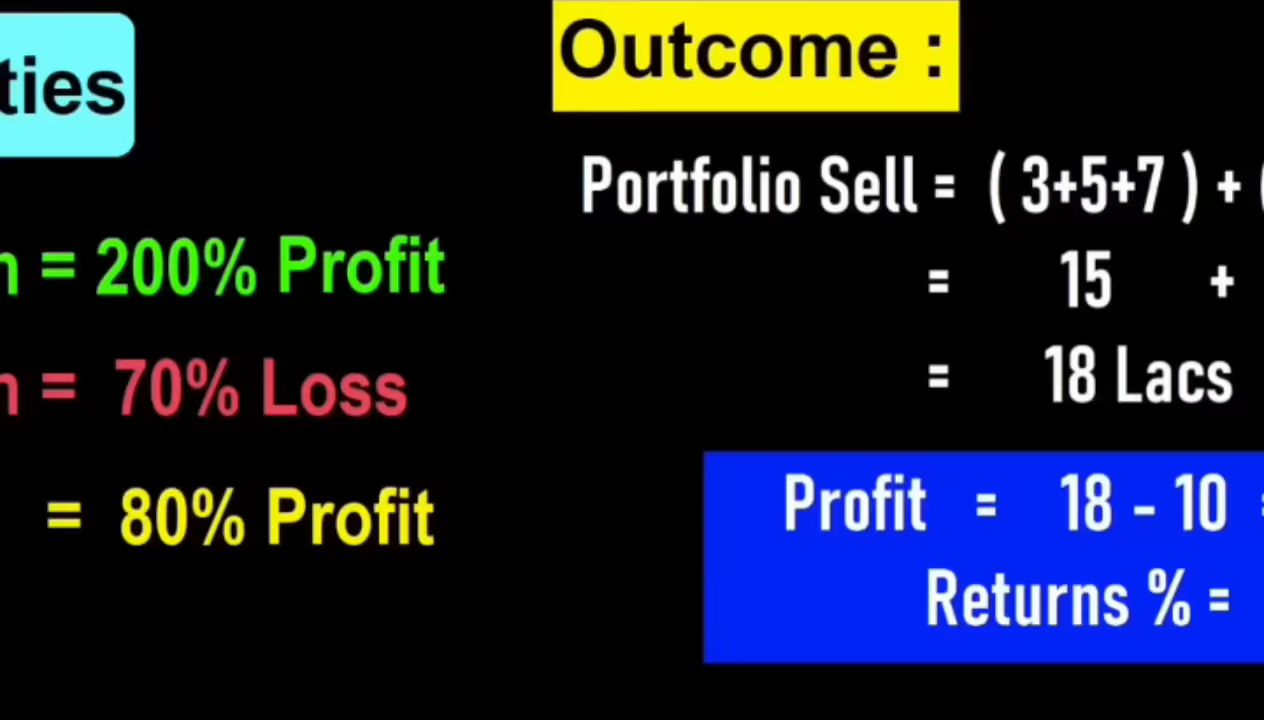 ties
n = 200% Profit
n = 70% Loss
= 80% Profit
Outcome :
Portfolio Sell = ( 3+5+7 ) + (
= 15 +
= 18 Lacs
Profit = 18 - 10 =
Returns % =